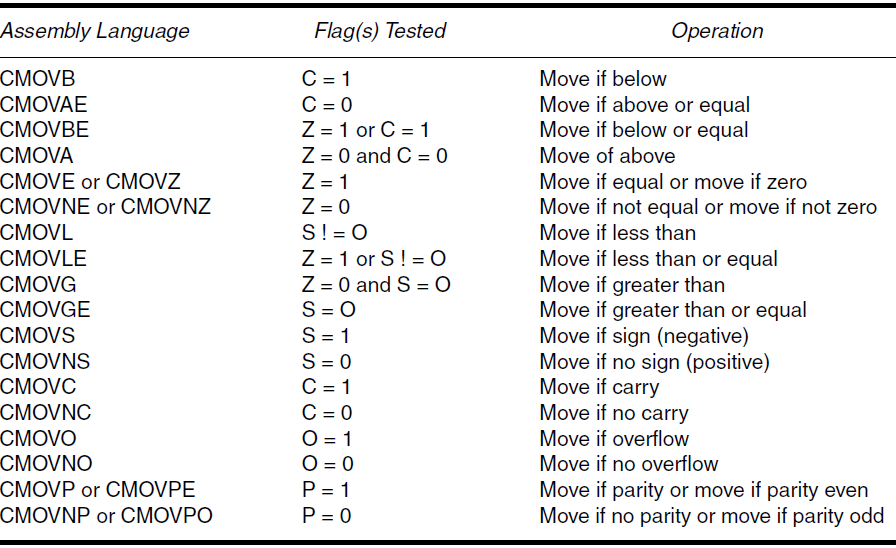 Assembly Language Flag(s) Tested Operation
CMOVB C = 1 Move if below
CMOVAE C = 0 Move if above or equal
CMOVBE Z = 1 or C = 1 Move if below or equal
CMOVA Z = 0 and C = 0 Move of above
CMOVE or CMOVZ Z = 1 Move if equal or move if zero
CMOVNE or CMOVNZ Z = 0 Move if not equal or move if not zero
CMOVL S ! = O Move if less than
CMOVLE Z = 1 or S ! = O Move if less than or equal
CMOVG Z = 0 and S = O Move if greater than
CMOVGE S = O Move if greater than or equal
CMOVS S = 1 Move if sign (negative)
CMOVNS S = 0 Move if no sign (positive)
CMOVC C = 1 Move if carry
CMOVNC C = 0 Move if no carry
CMOVO O = 1 Move if overflow
CMOVNO O = 0 Move if no overflow
CMOVP or CMOVPE P = 1 Move if parity or move if parity even
CMOVNP or CMOVPO P = 0 Move if no parity or move if parity odd